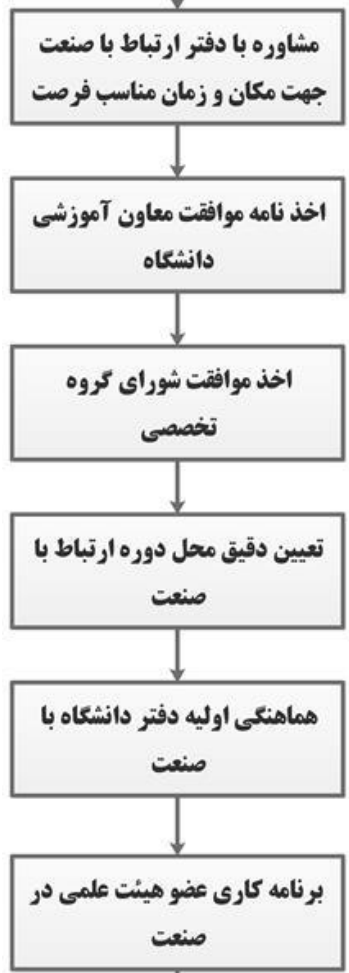 مشاوره با دفتر ارتباط با صنعت
جهت مکان و زمان مناسب فرصت
اخذ نامه موافقت معاون آموزشی
دانشگاه
اخذ موافقت شورای گروه
تخصصی
تعیین دقیق محل دوره ارتباط با
صنعت
هماهنگی اولیه دفتر دانشگاه با
صنعت
برنامه کاری عضو هیئت علمی در
صنعت